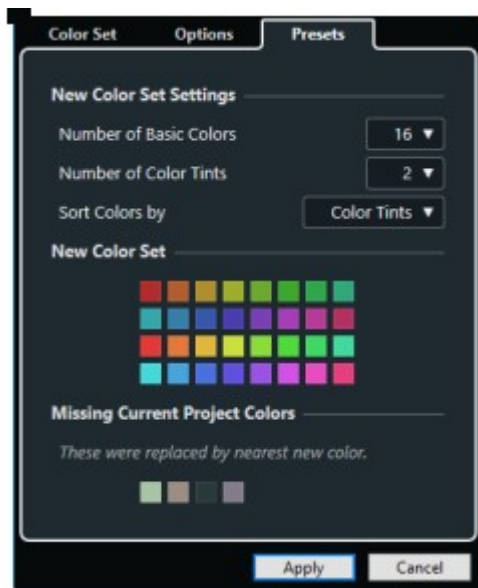 Color Set Options Presets
New Color Set Settings
Number of Basic Colors 16
Number of Color Tints 2
Sort Colors by Color Tints
New Color Set
Missing Current Project Colors
These were replaced by nearest new color.
Apply Cancel